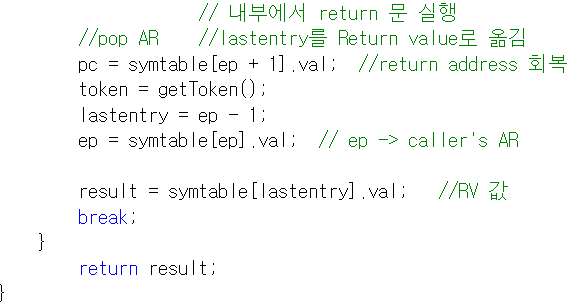 // 내부에서 return 문 실행
//pop AR //lastentry를 Return value로 옮김
pc = symtable[ep + 1].val; //return address 회복
token = getToken();
lastentry = ep - 1;
ep = symtable[ep].val; // ep -> caller's AR
result = symtable[lastentry].val; //RV 값
break;
}
return result;
}